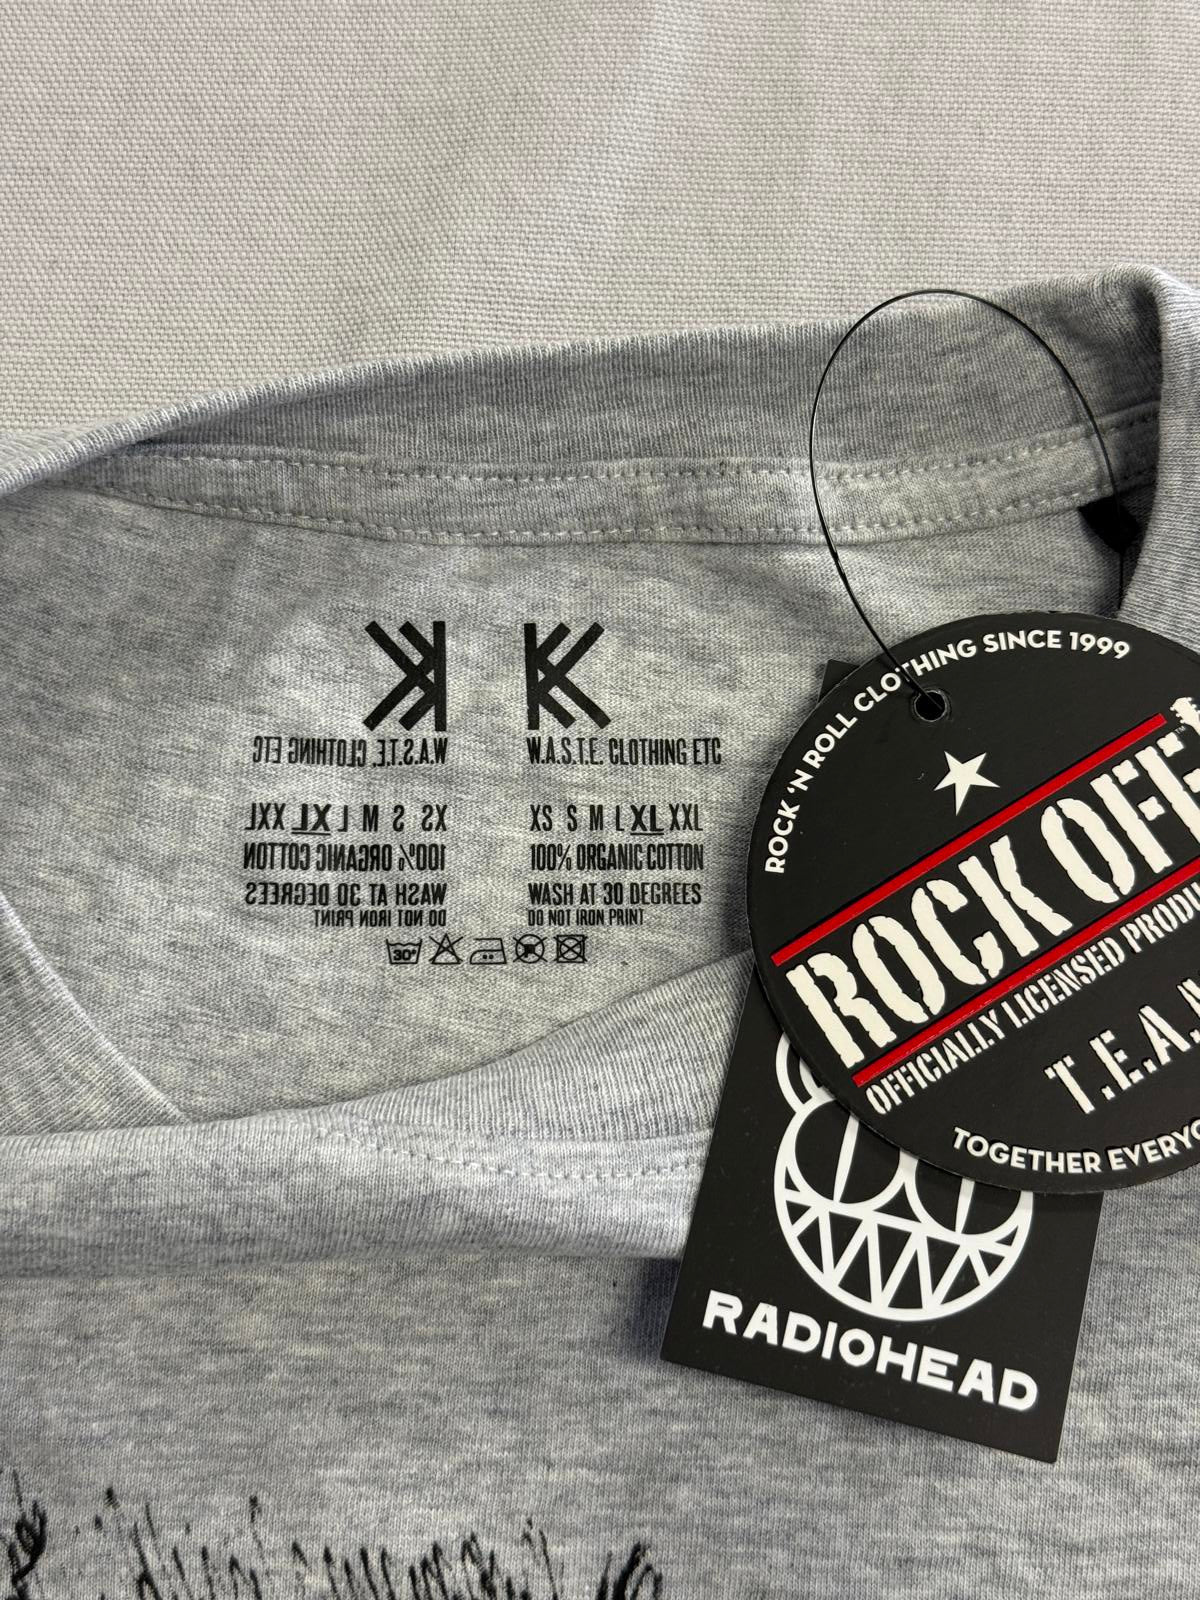 W.A.S.T.E. CLOTHING ETC
XS S M L XL XXL
100% ORGANIC COTTON
WASH AT 30 DEGREES
DO NOT IRON PRINT
W.A.S.T.E. CLOTHING ETC
XS S M L XL XXL
100% ORGANIC COTTON
WASH AT 30 DEGREES
DO NOT IRON PRINT
30°
ROCK 'N ROLL CLOTHING SINCE 1999
ROCK OFF
OFFICIALLY LICENSED
T.E.A.
TOGETHER
RADIOHEAD